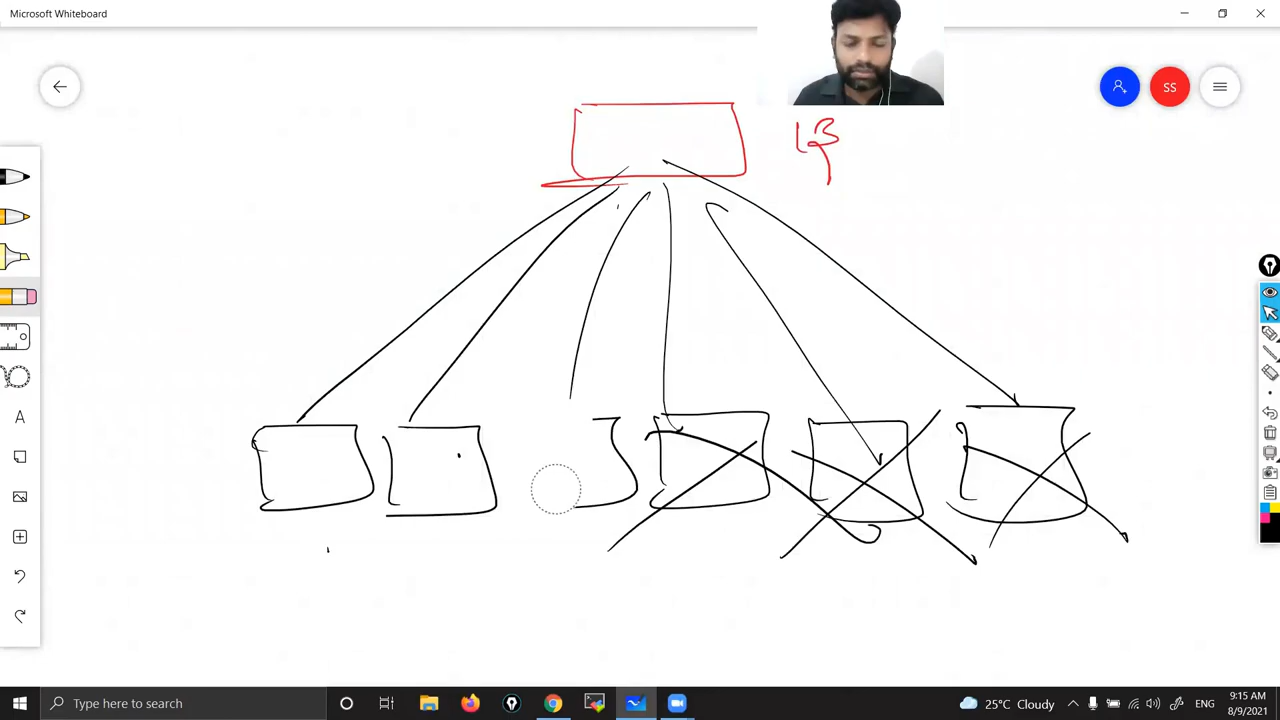 Microsoft Whiteboard
SS
LB
A
Type here to search
25°C Cloudy
ENG
9:15 AM
8/9/2021